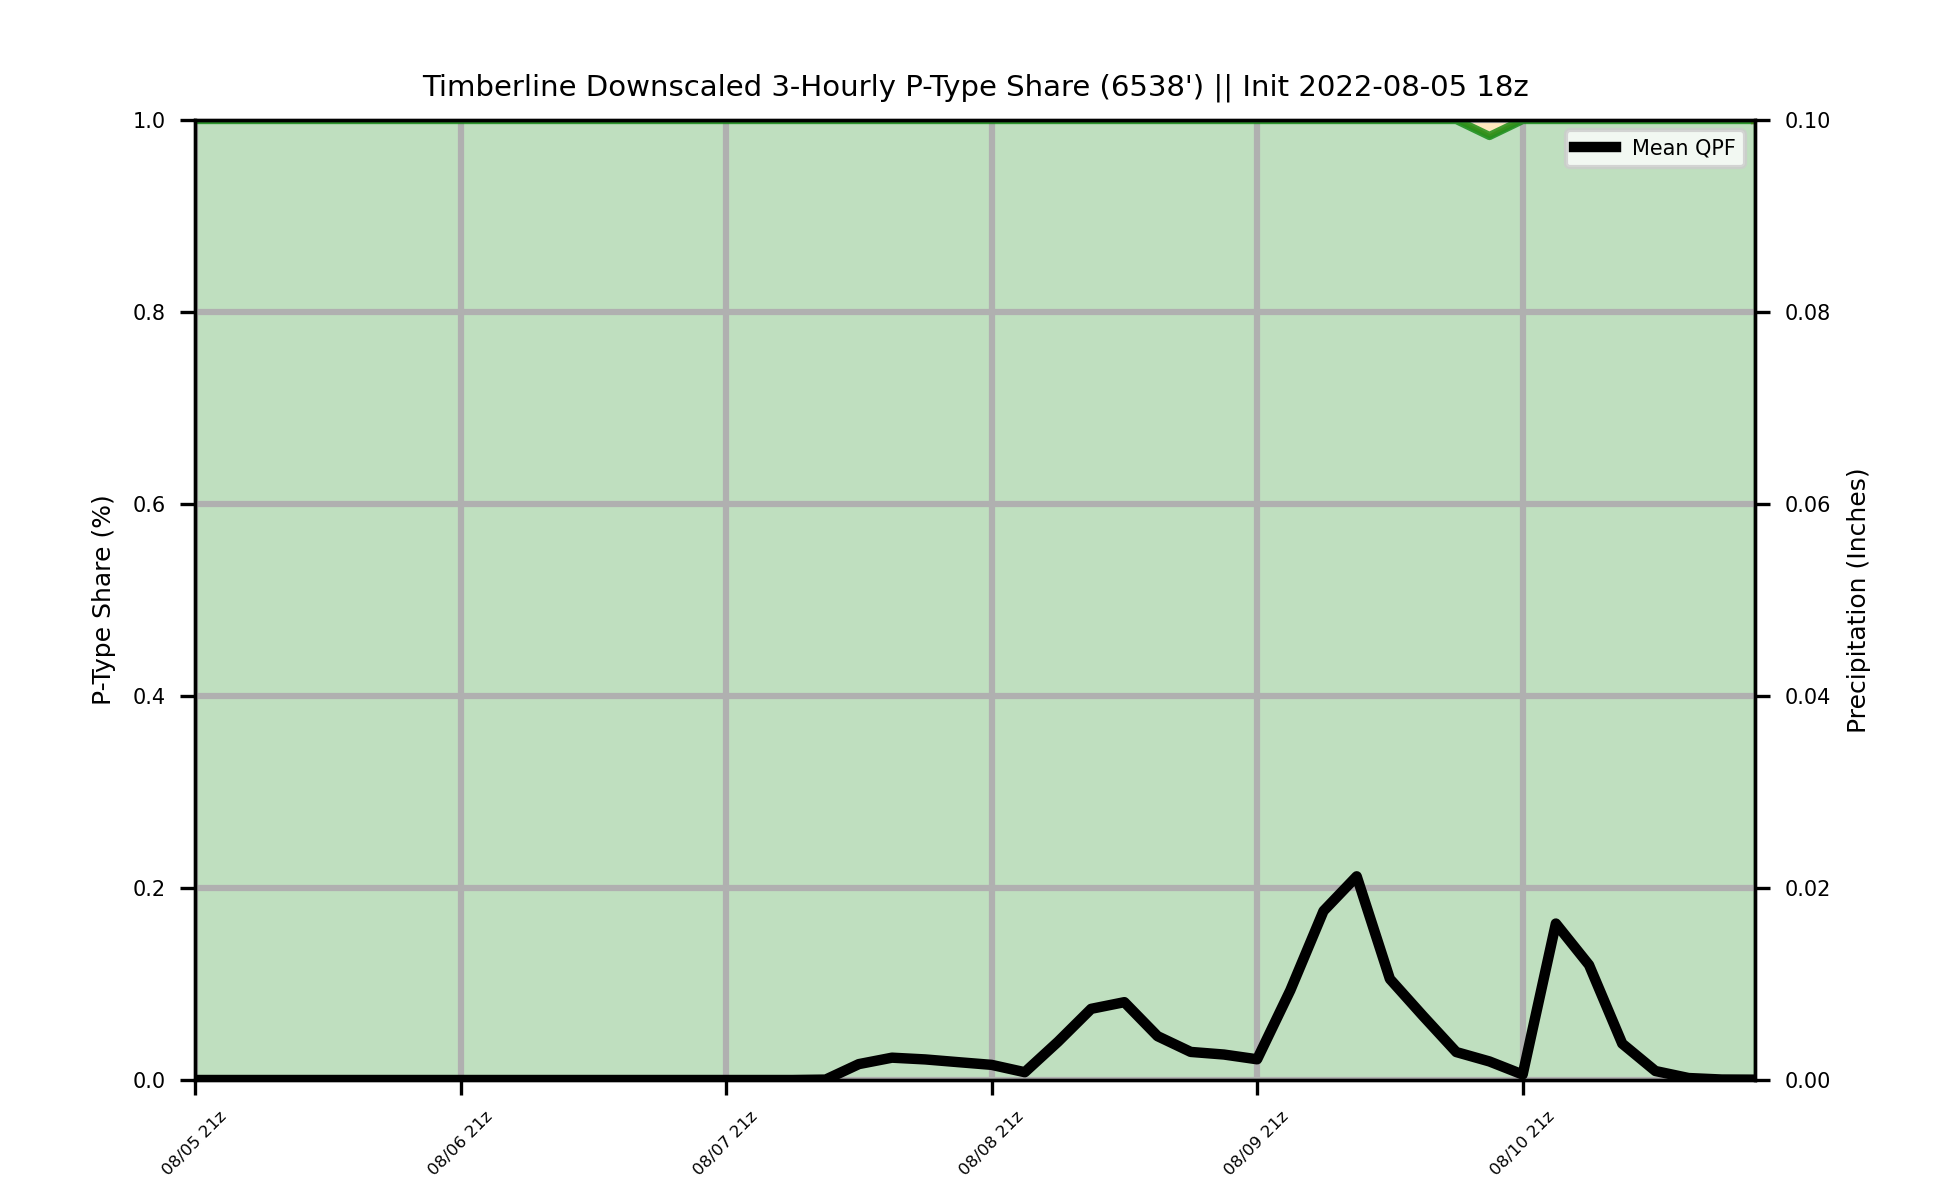 Timberline Downscaled 3-Hourly P-Type Share (6538') || Init 2022-08-05 18z
Mean QPF
P-Type Share (%)
1.0
0.8
0.6
0.4
0.2
0.0
0.10
0.08
0.06
0.04
0.02
0.00
Precipitation (Inches)
08/05 21z
08/06 21z
08/07 21z
08/08 21z
08/09 21z
08/10 21z